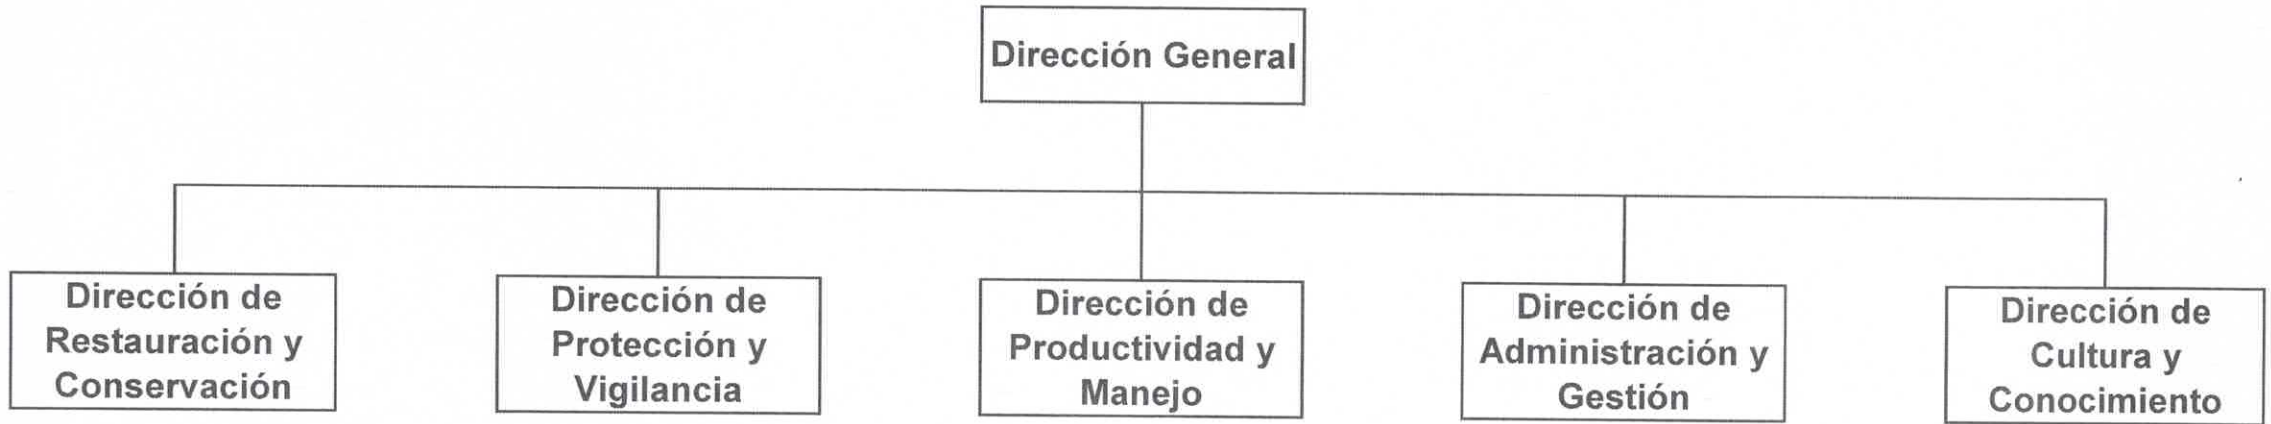 Dirección General
Dirección de
Restauración y
Conservación
Dirección de
Protección y
Vigilancia
Dirección de
Productividad y
Manejo
Dirección de
Administración y
Gestión
Dirección de
Cultura y
Conocimiento